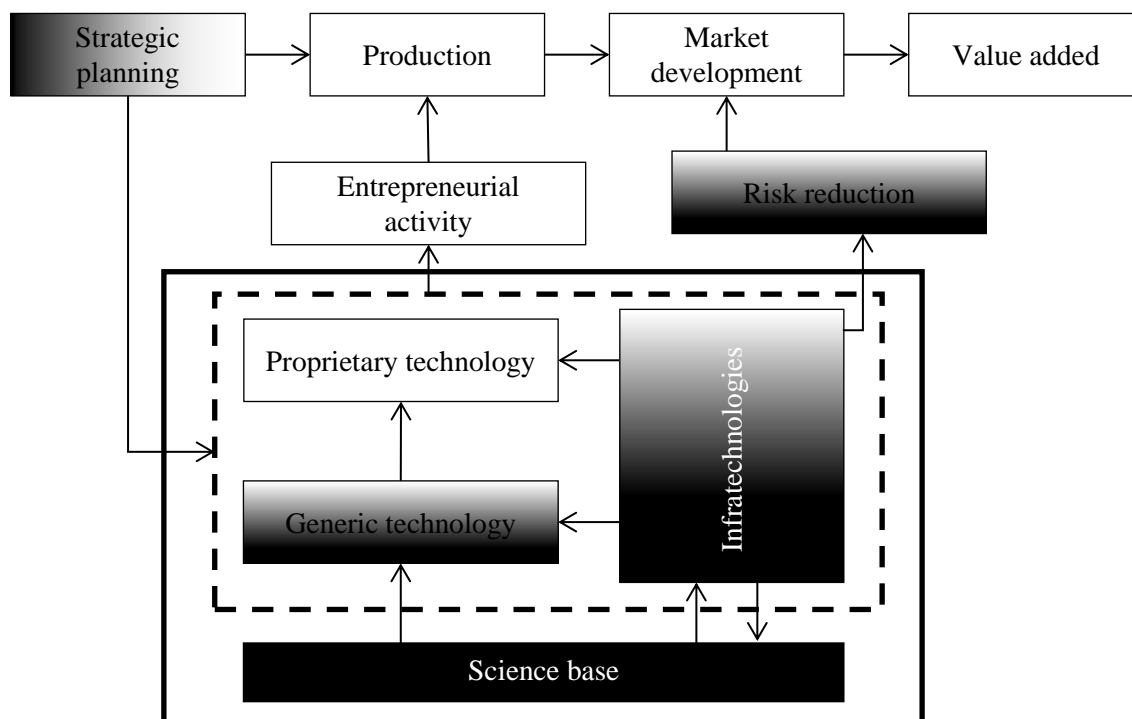 Strategic
planning
Production
Market
development
Value added
Entrepreneurial
activity
Risk reduction
Proprietary technology
Infratechnologies
Generic technology
Science base